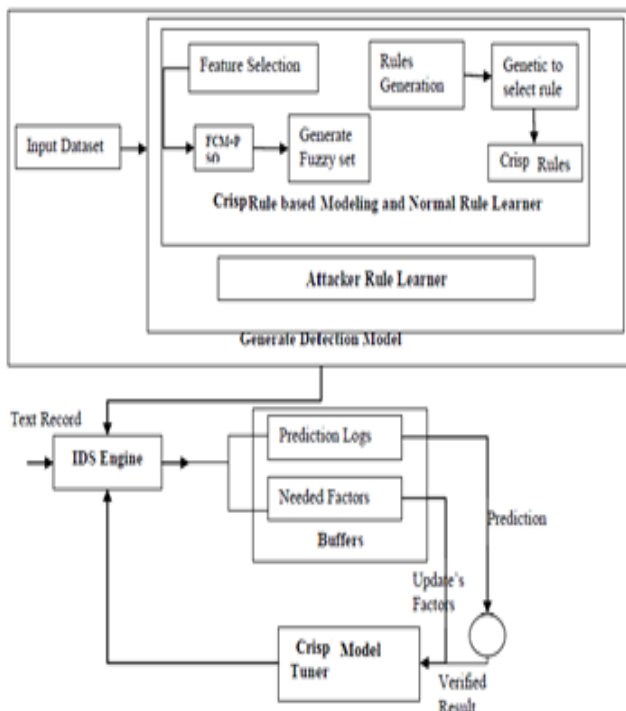 Feature Selection
Rules
Generation
Genetic to
select rule
Input Dataset
FCM+P
SO
Generate
Fuzzy set
Crisp Rules
Crisp Rule based Modeling and Normal Rule Learner
Attacker Rule Learner
Generate Detection Model
Text Record
IDS Engine
Prediction Logs
Needed Factors
Buffers
Prediction
Update's
Factors
Crisp Model
Tuner
Verified
Result